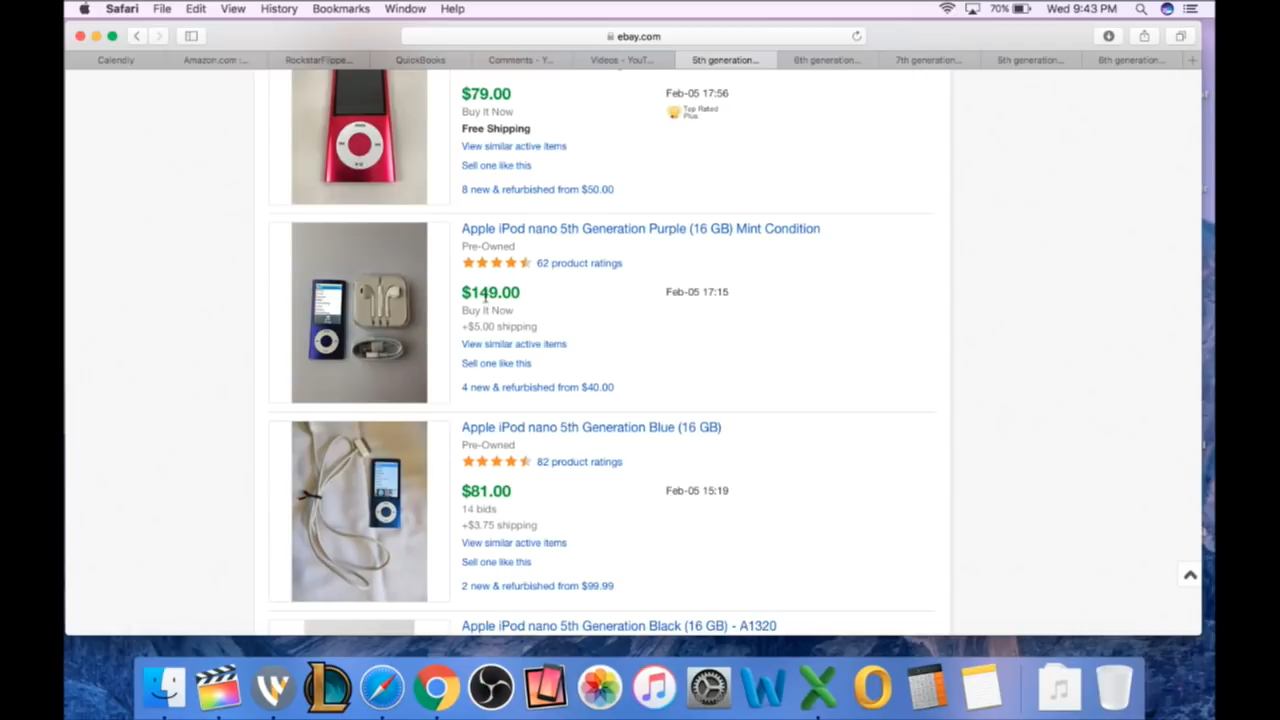 Safari File Edit View History Bookmarks Window Help 70% Wed 9:43 PM
ebay.com
Calendly Amazon.com :... RockstarFlippe... QuickBooks Comments - Y... Videos - YouT... 5th generation... 6th generation... 7th generation... 5th generation... 6th generation...
$79.00 Feb-05 17:56
Top Rated
Plus
Buy It Now
Free Shipping
View similar active items
Sell one like this
8 new & refurbished from $50.00
Apple iPod nano 5th Generation Purple (16 GB) Mint Condition
Pre-Owned
62 product ratings
$149.00 Feb-05 17:15
Buy It Now
+$5.00 shipping
View similar active items
Sell one like this
4 new & refurbished from $40.00
Apple iPod nano 5th Generation Blue (16 GB)
Pre-Owned
82 product ratings
$81.00 Feb-05 15:19
14 bids
+$3.75 shipping
View similar active items
Sell one like this
2 new & refurbished from $99.99
Apple iPod nano 5th Generation Black (16 GB) - A1320